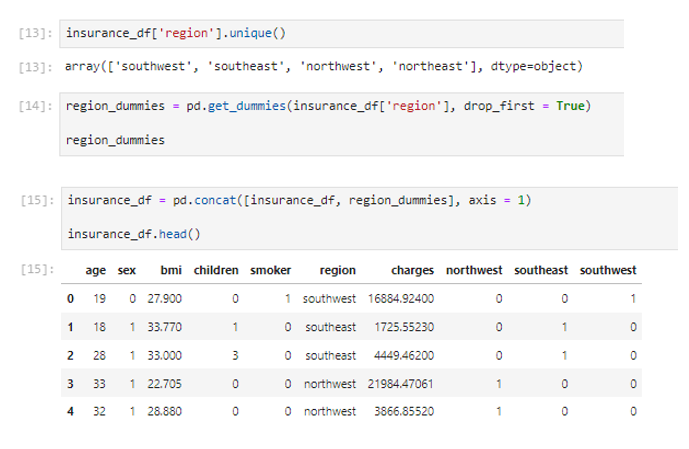 [13]: insurance_df['region'].unique()
[13]: array(['southwest', 'southeast', 'northwest', 'northeast'], dtype=object)
[14]: region_dummies = pd.get_dummies(insurance_df['region'], drop_first = True)
region_dummies
[15]: insurance_df = pd.concat([insurance_df, region_dummies], axis = 1)
insurance_df.head()
[15]: age sex bmi children smoker region charges northwest southeast southwest
0 19 0 27.900 0 1 southwest 16884.92400 0 0 1
1 18 1 33.770 1 0 southeast 1725.55230 0 1 0
2 28 1 33.000 3 0 southeast 4449.46200 0 1 0
3 33 1 22.705 0 0 northwest 21984.47061 1 0 0
4 32 1 28.880 0 0 northwest 3866.85520 1 0 0